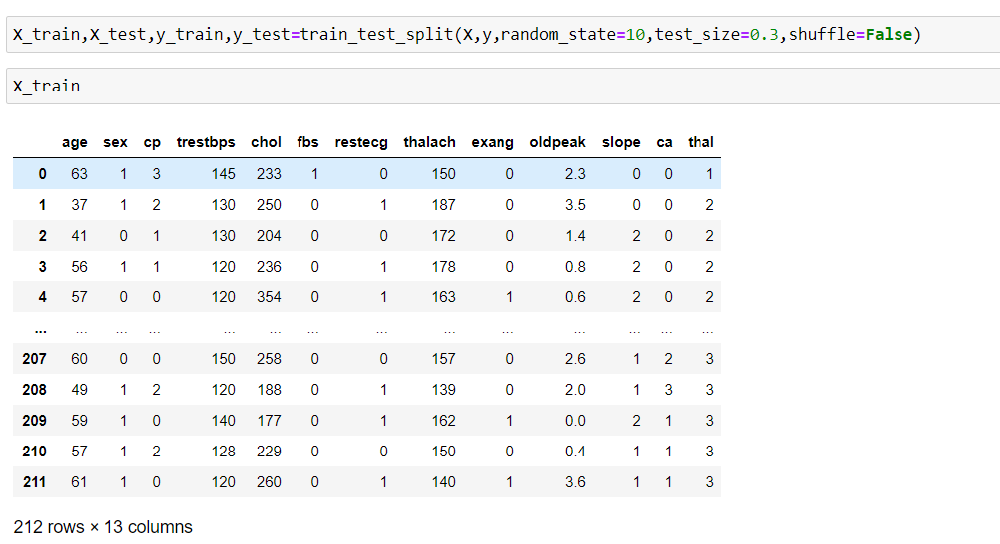 X_train,X_test,y_train,y_test=train_test_split(X,y,random_state=10,test_size=0.3,shuffle=False)
X_train
age sex cp trestbps chol fbs restecg thalach exang oldpeak slope ca thal
0 63 1 3 145 233 1 0 150 0 2.3 0 0 1
1 37 1 2 130 250 0 1 187 0 3.5 0 0 2
2 41 0 1 130 204 0 0 172 0 1.4 2 0 2
3 56 1 1 120 236 0 1 178 0 0.8 2 0 2
4 57 0 0 120 354 0 1 163 1 0.6 2 0 2
... ... ... ... ... ... ... ... ... ... ... ... ... ...
207 60 0 0 150 258 0 0 157 0 2.6 1 2 3
208 49 1 2 120 188 0 1 139 0 2.0 1 3 3
209 59 1 0 140 177 0 1 162 1 0.0 2 1 3
210 57 1 2 128 229 0 0 150 0 0.4 1 1 3
211 61 1 0 120 260 0 1 140 1 3.6 1 1 3
212 rows × 13 columns